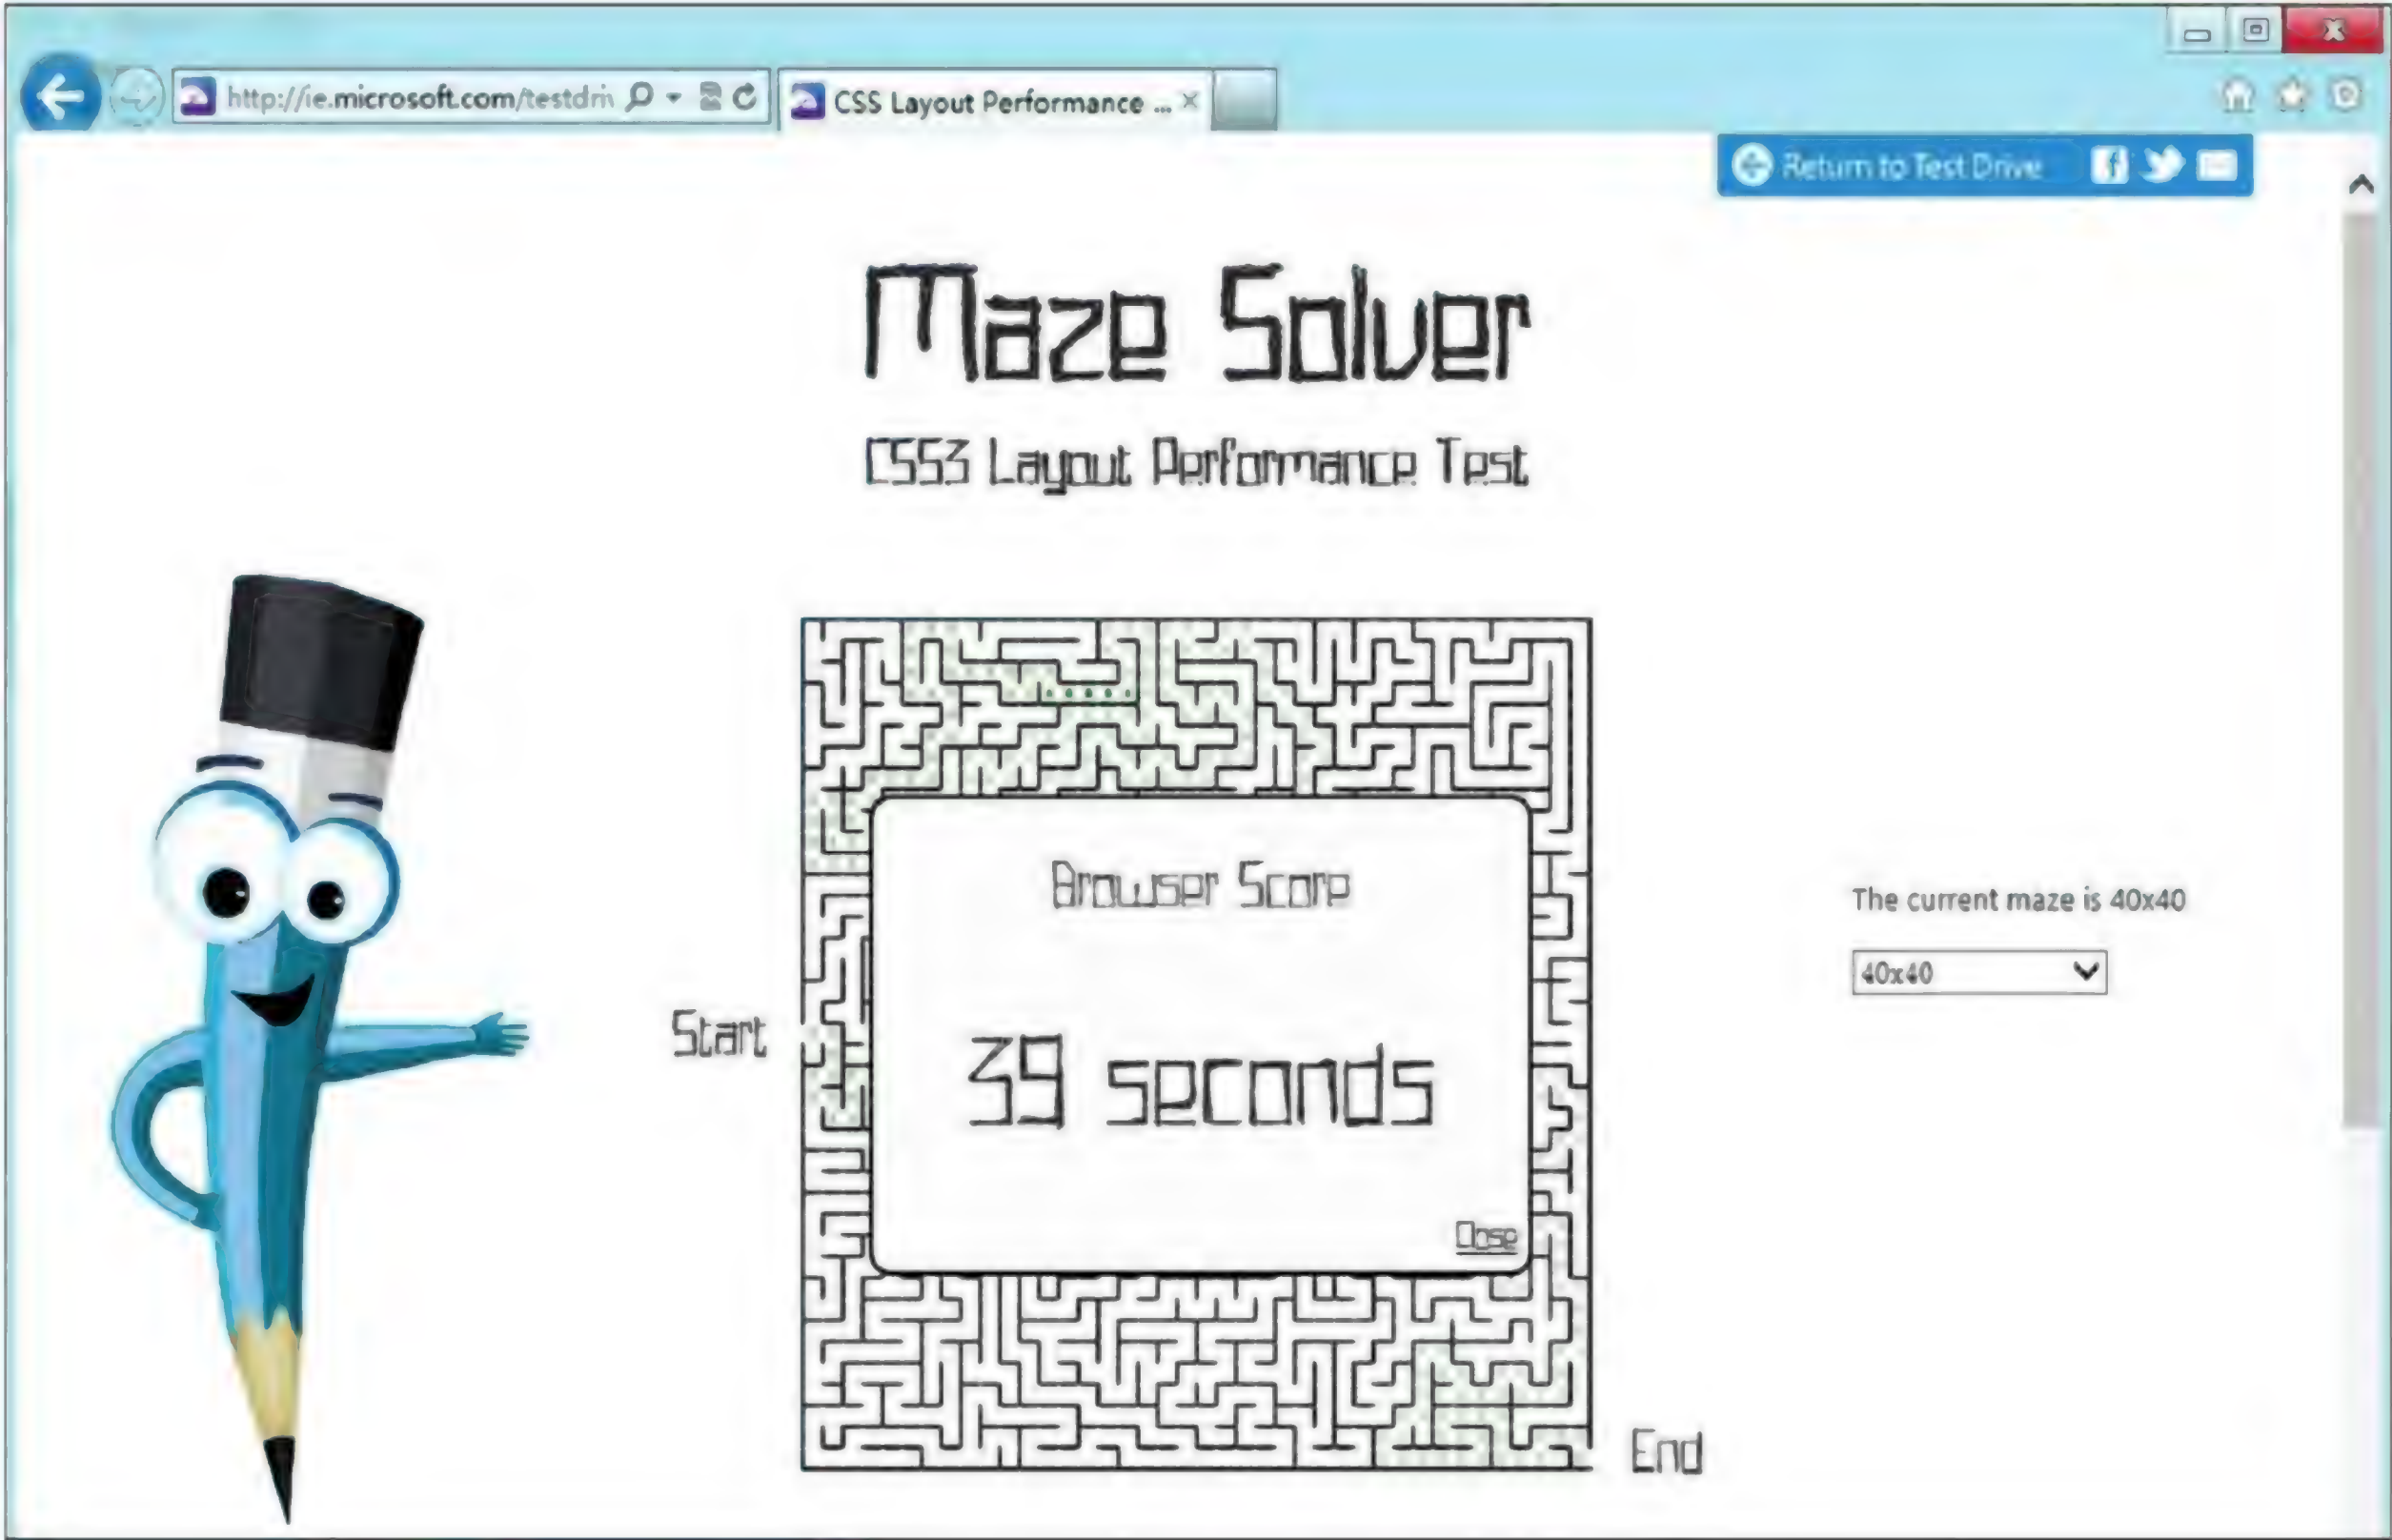 http://ie.microsoft.com/testdri
CSS Layout Performance ...
Return to Test Drive
Maze Solver
CSS3 Layout Performance Test
Browser Score
The current maze is 40x40
40x40
Start
39 seconds
Close
End